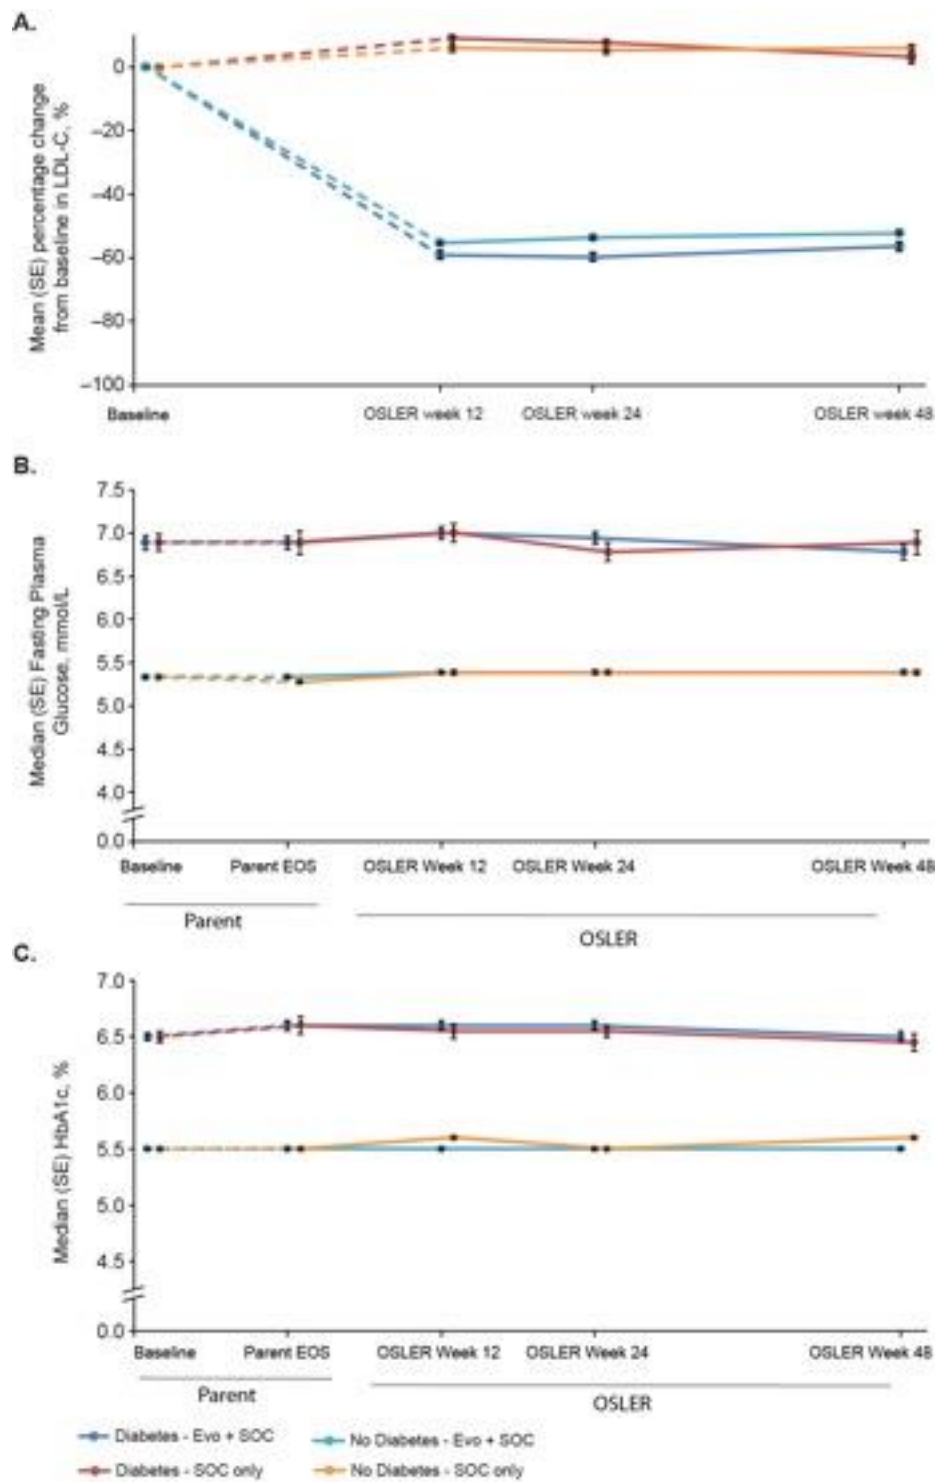 A.
Mean (SE) percentage change
from baseline in LDL-C, %
0
–20
–40
–60
–80
–100
Baseline
OSLER week 12
OSLER week 24
OSLER week 48
B.
Median (SE) Fasting Plasma
Glucose, mmol/L
7.5
7.0
6.5
6.0
5.5
5.0
4.5
4.0
0.0
Baseline
Parent EOS
OSLER Week 12
OSLER Week 24
OSLER Week 48
Parent
OSLER
C.
Median (SE) HbA1c, %
7.0
6.5
6.0
5.5
5.0
4.5
0.0
Baseline
Parent EOS
OSLER Week 12
OSLER Week 24
OSLER Week 48
Parent
OSLER
Diabetes - Evo + SOC
No Diabetes - Evo + SOC
Diabetes - SOC only
No Diabetes - SOC only